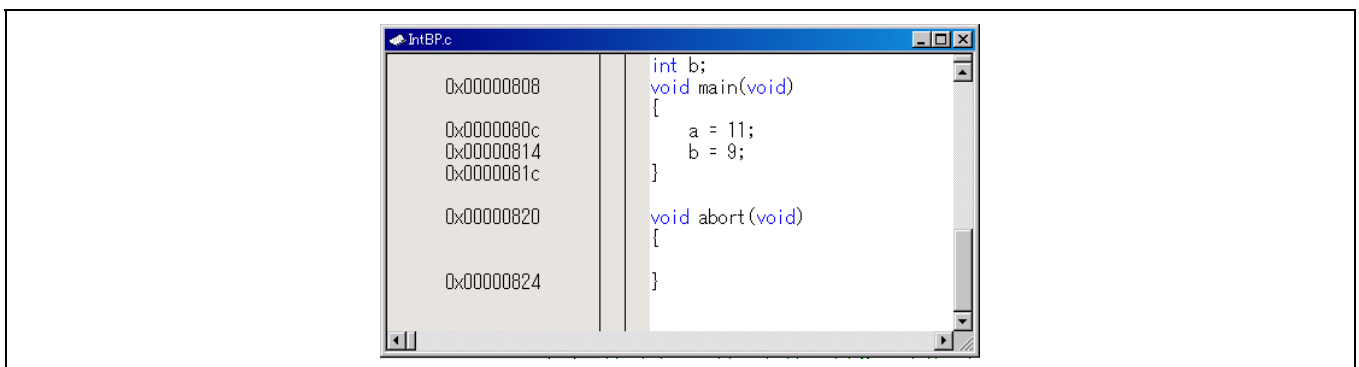 IntBP.c
int b;
0x00000808 void main(void)
{
0x0000080c a = 11;
0x00000814 b = 9;
0x0000081c }
0x00000820 void abort(void)
{
0x00000824 }